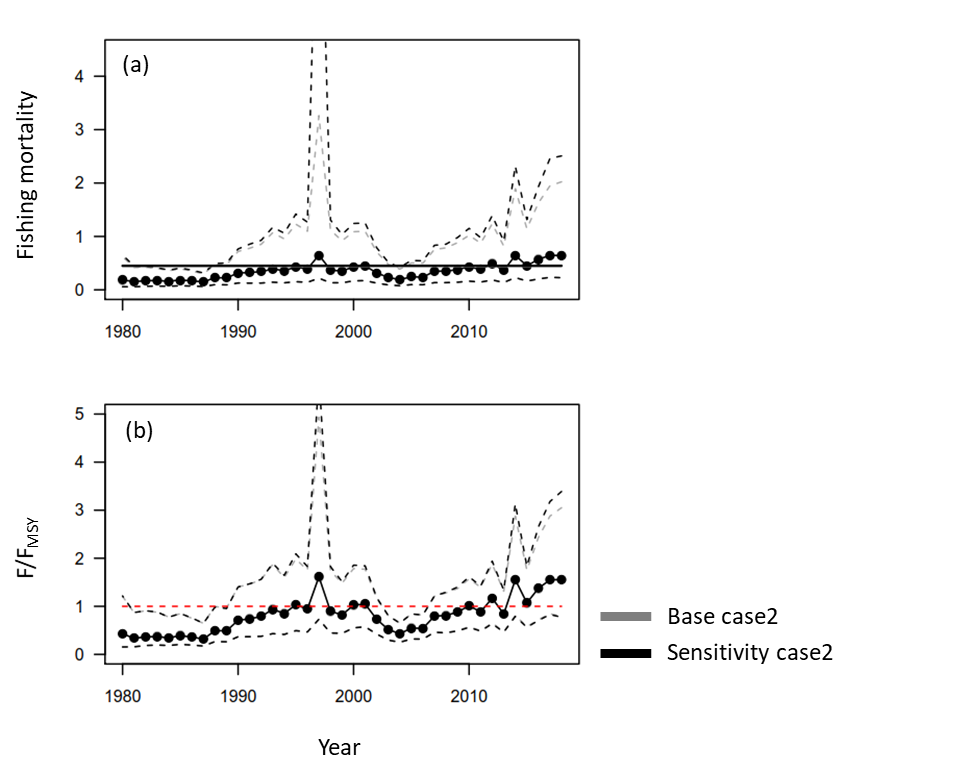 (a)
Fishing mortality
4
3
2
1
0
1980 1990 2000 2010
(b)
F/FMSY
5
4
3
2
1
0
1980 1990 2000 2010
Year
Base case2
Sensitivity case2